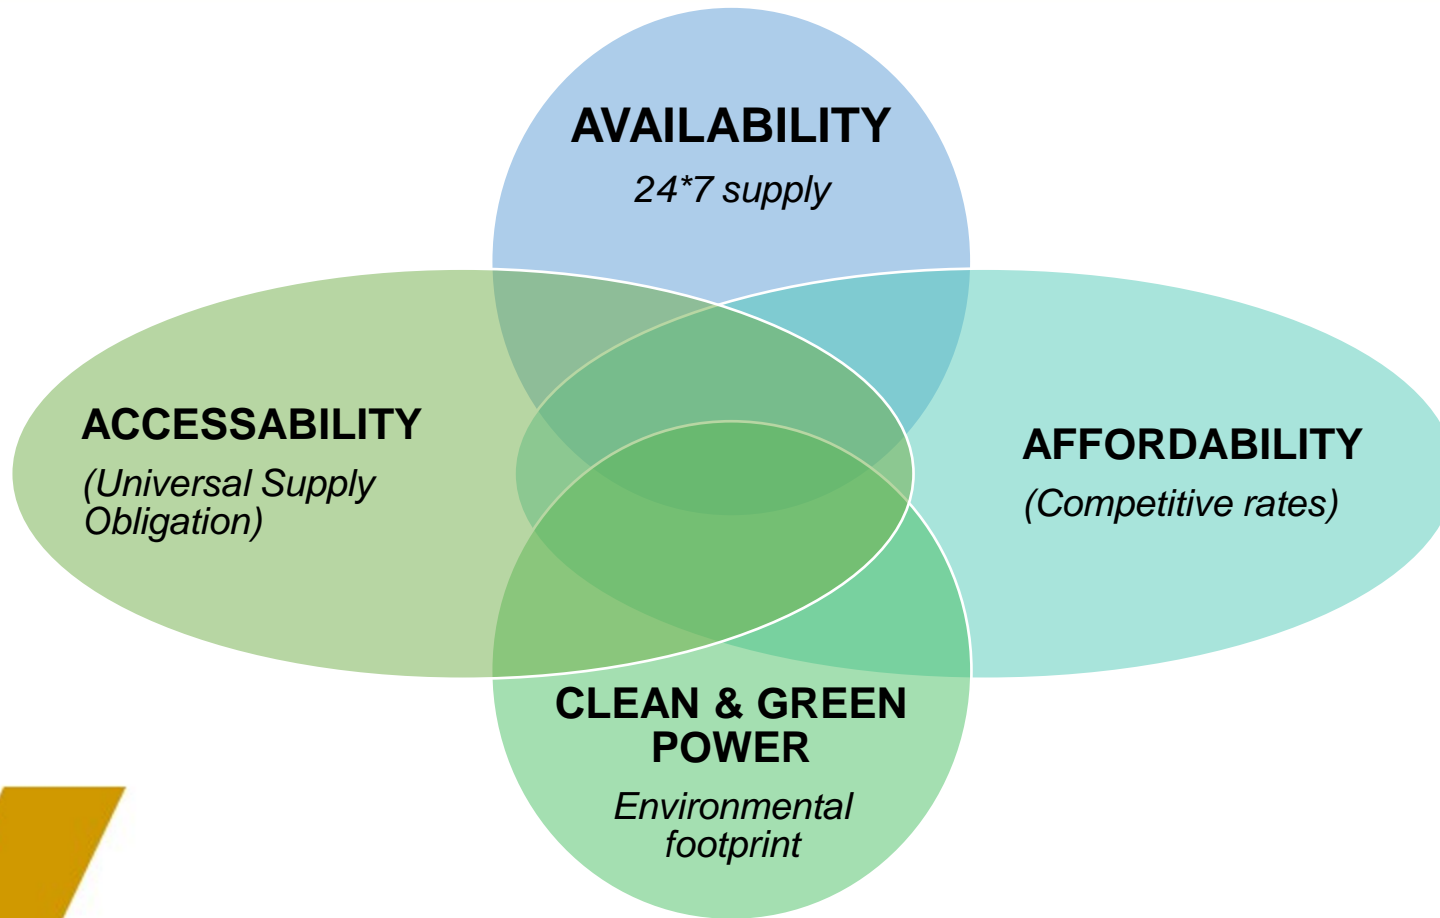 AVAILABILITY
24*7 supply
ACCESSABILITY
(Universal Supply
Obligation)
AFFORDABILITY
(Competitive rates)
CLEAN & GREEN
POWER
Environmental
footprint